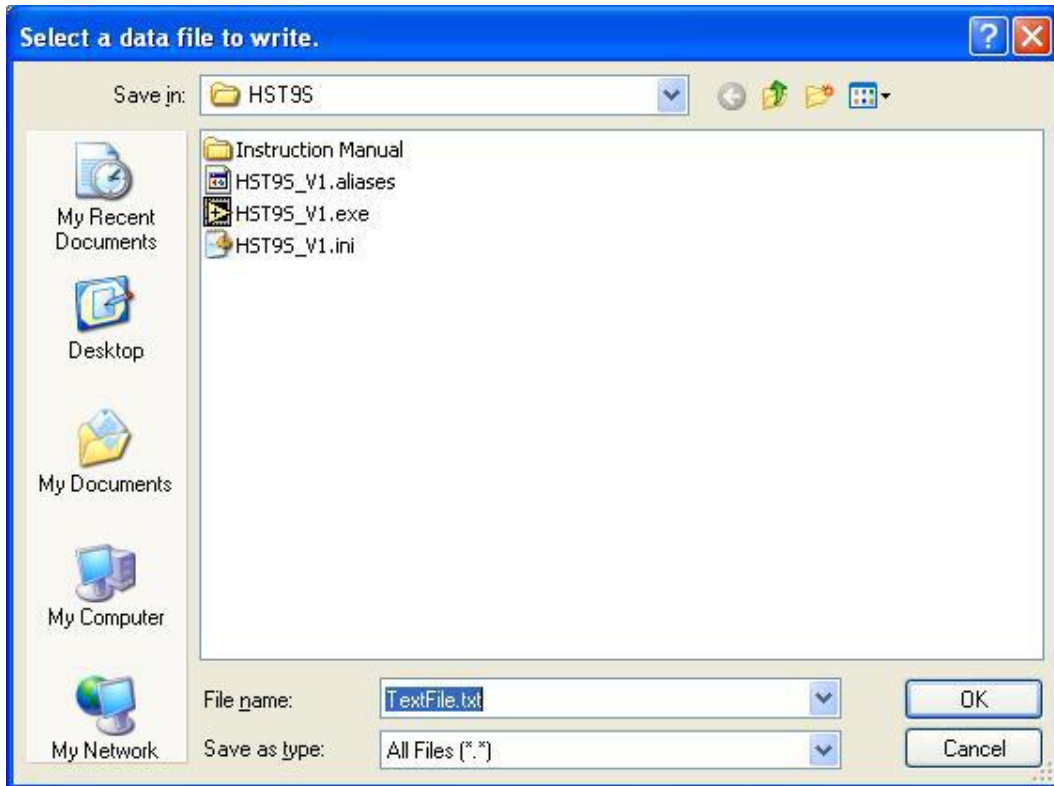 Select a data file to write.
Save in:
HST9S
My Recent
Documents
Desktop
My Documents
My Computer
My Network
Instruction Manual
HST9S_V1.aliases
HST9S_V1.exe
HST9S_V1.ini
File name:
TextFile.txt
OK
Save as type:
All Files (*.*)
Cancel